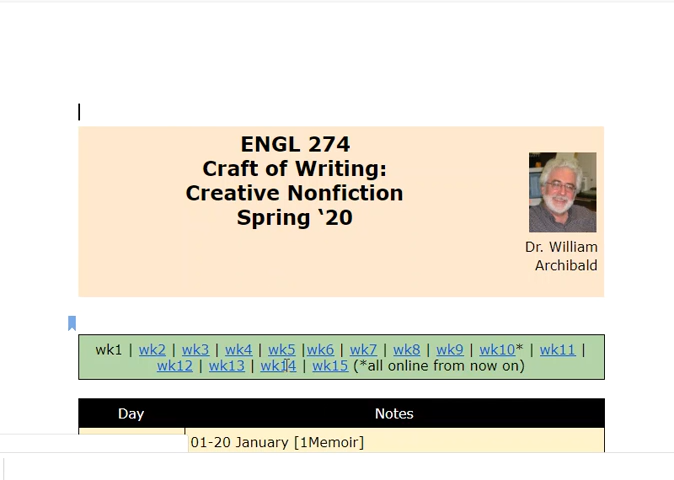 ENGL 274
Craft of Writing:
Creative Nonfiction
Spring ‘20
Dr. William
Archibald
wk1 | wk2 | wk3 | wk4 | wk5 |wk6 | wk7 | wk8 | wk9 | wk10* | wk11 |
wk12 | wk13 | wk14 | wk15 (*all online from now on)
Day Notes
01-20 January [1Memoir]